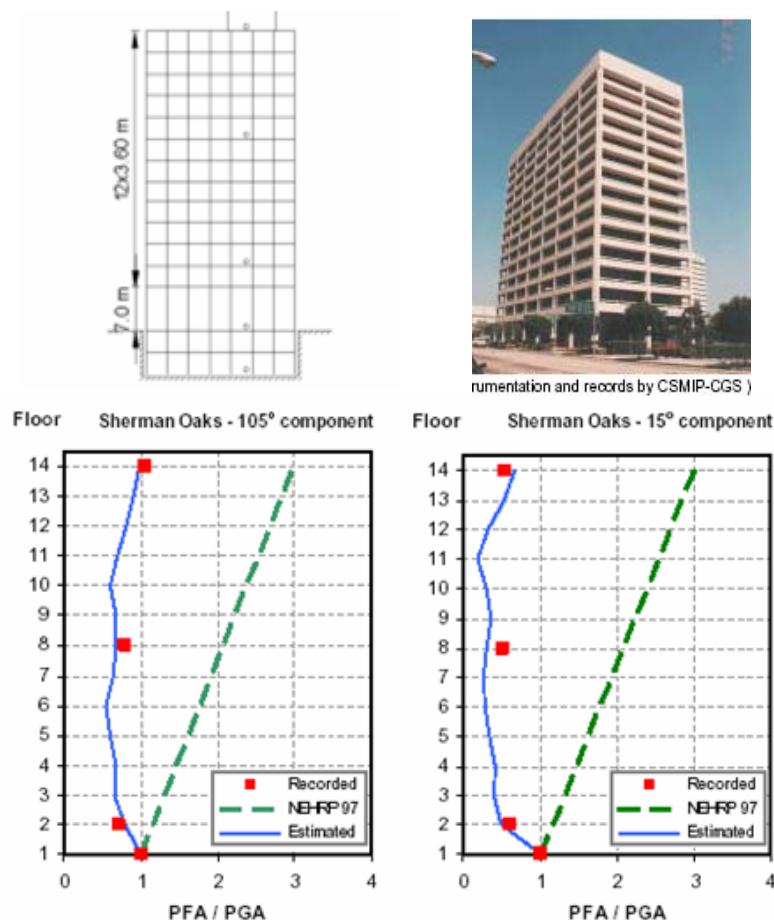 12x3.60 m
7.0 m
rumentation and records by CSMIP-CGS )
Floor
Sherman Oaks - 105° component
14
13
12
11
10
9
8
7
6
5
4
3
2
1
Recorded
NEHRP 97
Estimated
0 1 2 3 4
PFA / PGA
Floor
Sherman Oaks - 15° component
14
13
12
11
10
9
8
7
6
5
4
3
2
1
Recorded
NEHRP 97
Estimated
0 1 2 3 4
PFA / PGA